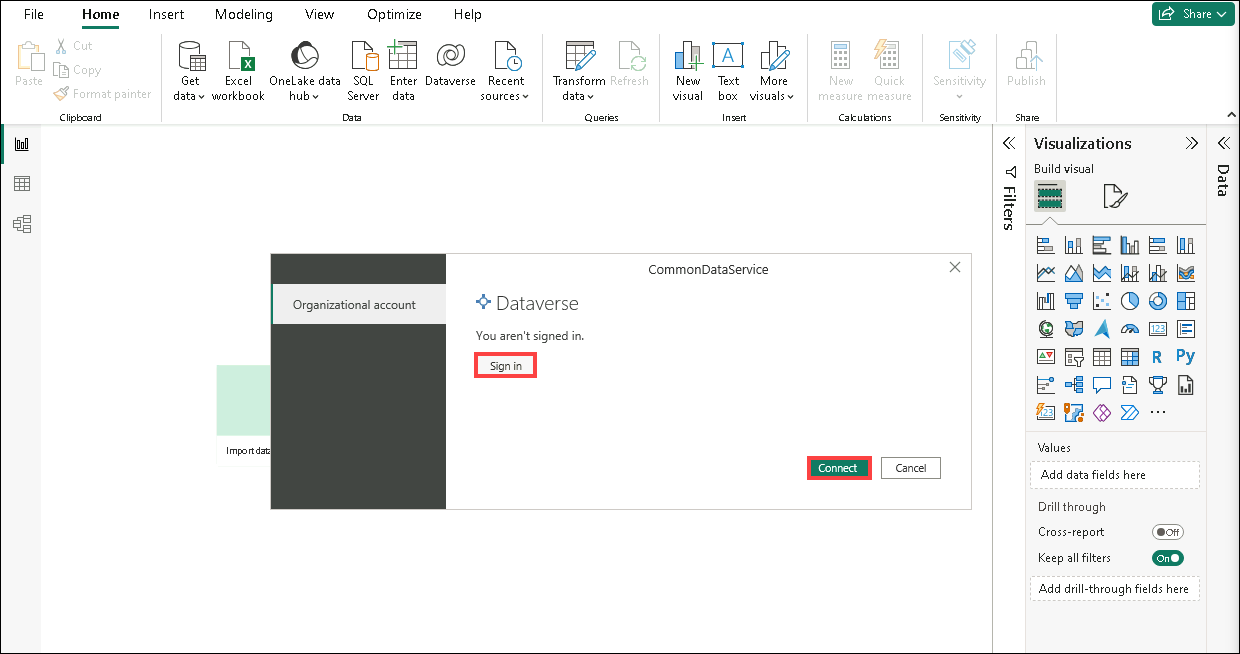 File Home Insert Modeling View Optimize Help
Share
Paste
Cut
Copy
Format painter
Clipboard
Get data
Excel workbook
OneLake data hub
SQL Server
Enter data
Dataverse
Recent sources
Data
Transform data
Refresh
Queries
New visual
Text box
More visuals
Insert
New measure
Quick measure
Calculations
Sensitivity
Sensitivity
Publish
Share
Import data
CommonDataService
Organizational account
Dataverse
You aren't signed in.
Sign in
Connect
Cancel
Filters
Visualizations
Build visual
123
R
Py
123
Values
Add data fields here
Drill through
Cross-report
Off
Keep all filters
On
Add drill-through fields here
Data